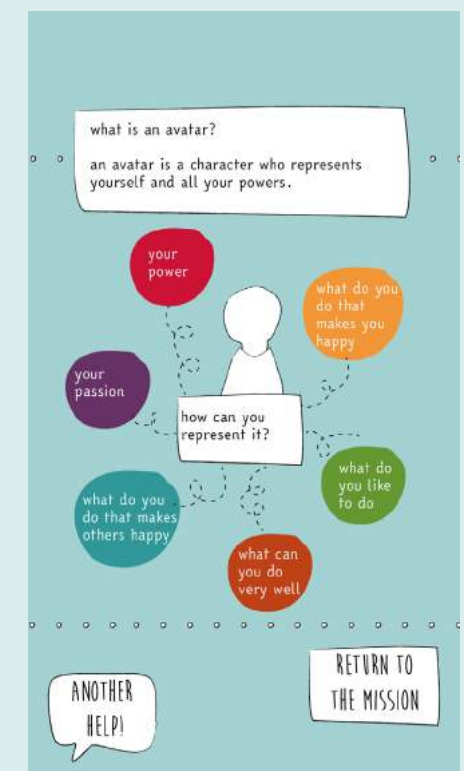 what is an avatar?
an avatar is a character who represents
yourself and all your powers.
your
power
what do you
do that
makes you
happy
your
passion
how can you
represent it?
what do
you like
to do
what do you
do that makes
others happy
what can
you do
very well
ANOTHER
HELP!
RETURN TO
THE MISSION